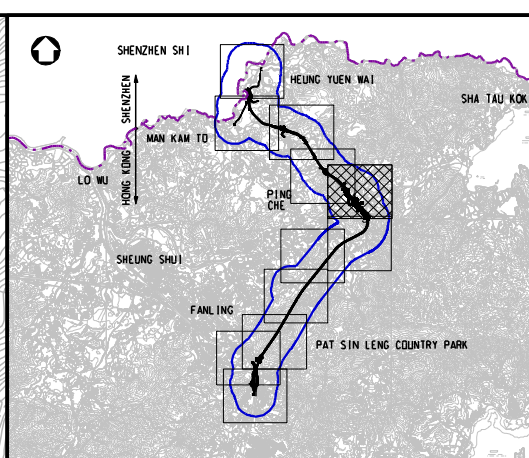 SHENZHEN SHI
HEUNG YUEN WAI
SHA TAU KOK
HONG KONG SHENZHEN
MAN KAM TO
LO WU
PING
CHE
SHEUNG SHUI
FANLING
PAT SIN LENG COUNTRY PARK